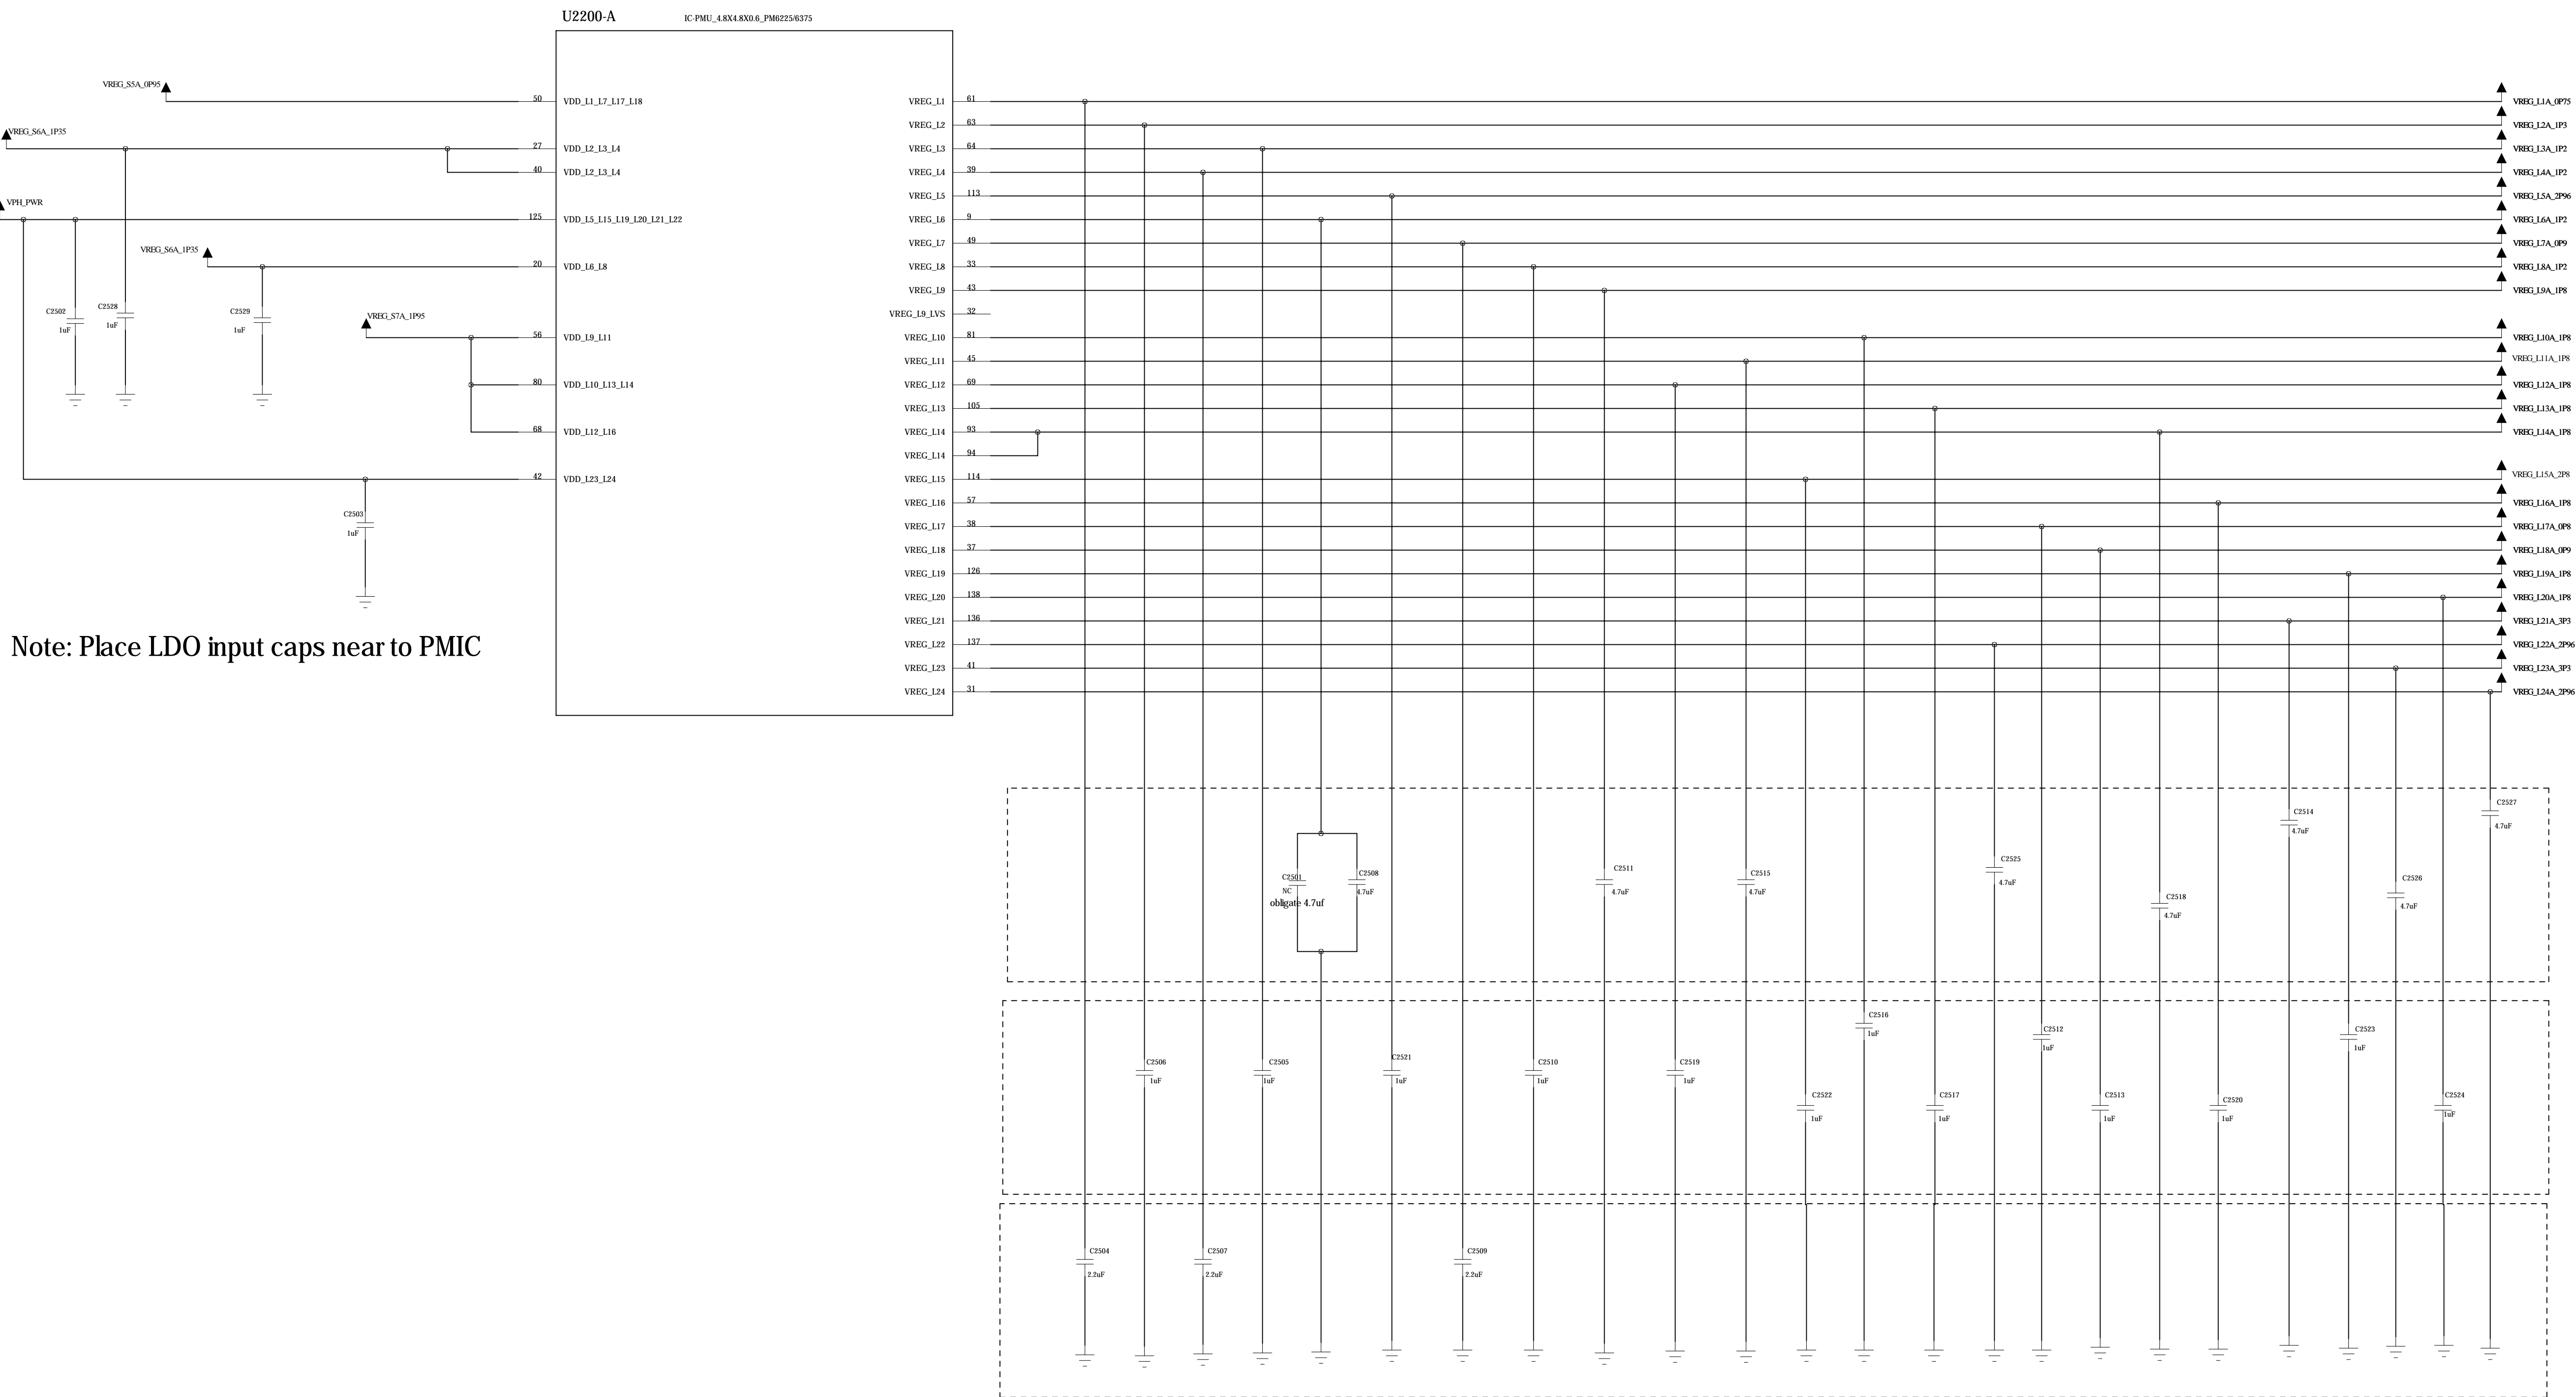 U2200-A
IC-PMU_4.8X4.8X0.6_PM6225/6375
VREG_S5A_0P95
50
VDD_L1_L7_L17_L18
VREG_S6A_1P35
27
VDD_L2_L3_L4
40
VDD_L2_L3_L4
VPH_PWR
125
VDD_L5_L15_L19_L20_L21_L22
VREG_S6A_1P35
20
VDD_L6_L8
C2502
1uF
C2528
1uF
C2529
1uF
VREG_S7A_1P95
56
VDD_L9_L11
80
VDD_L10_L13_L14
68
VDD_L12_L16
42
VDD_L23_L24
C2503
1uF
Note: Place LDO input caps near to PMIC
VREG_L1 61 VREG_L1A_0P75
VREG_L2 63 VREG_L2A_1P3
VREG_L3 64 VREG_L3A_1P2
VREG_L4 39 VREG_L4A_1P2
VREG_L5 113 VREG_L5A_2P96
VREG_L6 9 VREG_L6A_1P2
VREG_L7 49 VREG_L7A_0P9
VREG_L8 33 VREG_L8A_1P2
VREG_L9 43 VREG_L9A_1P8
VREG_L9_LVS 32
VREG_L10 81 VREG_L10A_1P8
VREG_L11 45 VREG_L11A_1P8
VREG_L12 69 VREG_L12A_1P8
VREG_L13 105 VREG_L13A_1P8
VREG_L14 93 VREG_L14A_1P8
VREG_L14 94
VREG_L15 114 VREG_L15A_2P8
VREG_L16 57 VREG_L16A_1P8
VREG_L17 38 VREG_L17A_0P8
VREG_L18 37 VREG_L18A_0P9
VREG_L19 126 VREG_L19A_1P8
VREG_L20 138 VREG_L20A_1P8
VREG_L21 136 VREG_L21A_3P3
VREG_L22 137 VREG_L22A_2P96
VREG_L23 41 VREG_L23A_3P3
VREG_L24 31 VREG_L24A_2P96
C2501
NC
obligate 4.7uf
C2508
4.7uF
C2511
4.7uF
C2515
4.7uF
C2525
4.7uF
C2518
4.7uF
C2514
4.7uF
C2526
4.7uF
C2527
4.7uF
C2506
1uF
C2505
1uF
C2521
1uF
C2510
1uF
C2519
1uF
C2522
1uF
C2516
1uF
C2517
1uF
C2512
1uF
C2513
1uF
C2520
1uF
C2523
1uF
C2524
1uF
C2504
2.2uF
C2507
2.2uF
C2509
2.2uF